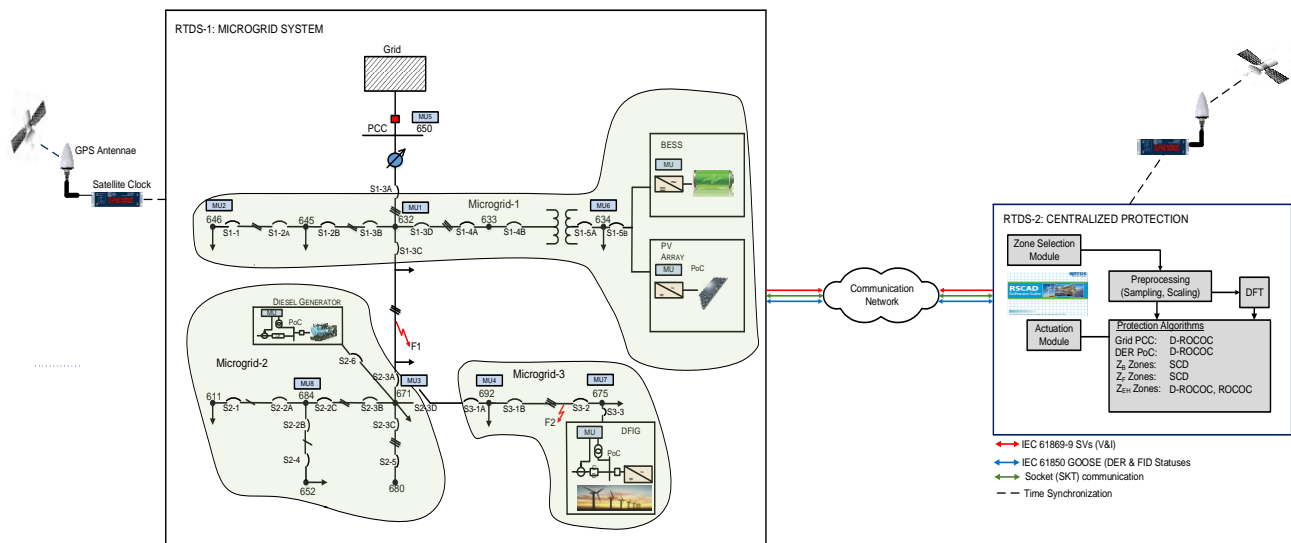 RTDS-1: MICROGRID SYSTEM
Grid
MU5
PCC
650
GPS Antennae
Satellite Clock
S1-3A
BESS
MU
MU2
MU1
Microgrid-1
MU6
646
645
632
633
634
S1-1
S1-2A
S1-2B
S1-3B
S1-3D
S1-4A
S1-4B
S1-5A
S1-5B
S1-3C
PV
ARRAY
MU
PoC
DIESEL GENERATOR
MU
PoC
F1
S2-6
Microgrid-2
S2-3A
MU3
Microgrid-3
MU8
MU4
MU7
611
684
671
692
675
S2-1
S2-2A
S2-2C
S2-3B
S2-3D
S3-1A
S3-1B
S3-2
S3-3
S2-2B
S2-3C
F2
MU
DFIG
PoC
S2-4
S2-5
652
680
Communication
Network
RTDS-2: CENTRALIZED PROTECTION
Zone Selection
Module
Preprocessing
(Sampling, Scaling)
DFT
RSCAD
Actuation
Module
Protection Algorithms
Grid PCC: D-ROCOC
DER PoC: D-ROCOC
ZB Zones: SCD
ZF Zones: SCD
ZEH Zones: D-ROCOC, ROCOC
IEC 61869-9 SVs (V&I)
IEC 61850 GOOSE (DER & FID Statuses
Socket (SKT) communication
Time Synchronization